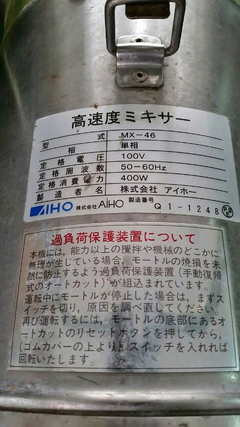 高速度ミキサー
型 式 MX-46
相 単相
定格電圧 100V
定格周波数 50-60Hz
定格消費電力 400W
製造者名 株式会社 アイホー
AIHO 株式会社 AiHO 製造番号 Q1-1248
過負荷保護装置について
本機には、能力以上の攪拌や機械のどこかに
無理が生じている場合、モートルの焼損を未
然に防止するよう過負荷保護装置(手動復帰
式のオートカット)が組込まれています。
運転中にモートルが停止した場合は、まずス
イッチを切り、原因を調べ直してください。
再び運転するには、モートルの底部にあるオ
ートカットのリセットボタンを押してから、
(ゴムカバーの上より)スイッチを入れれば
回転いたします。